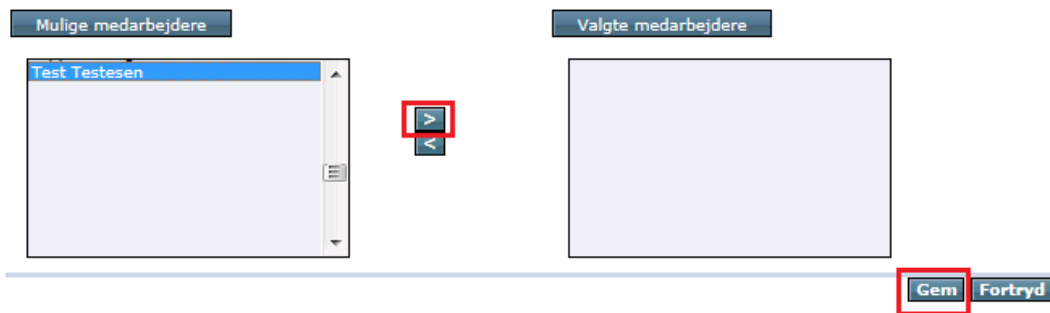 Mulige medarbejdere
Valgte medarbejdere
Test Testesen
>
<
Gem
Fortryd